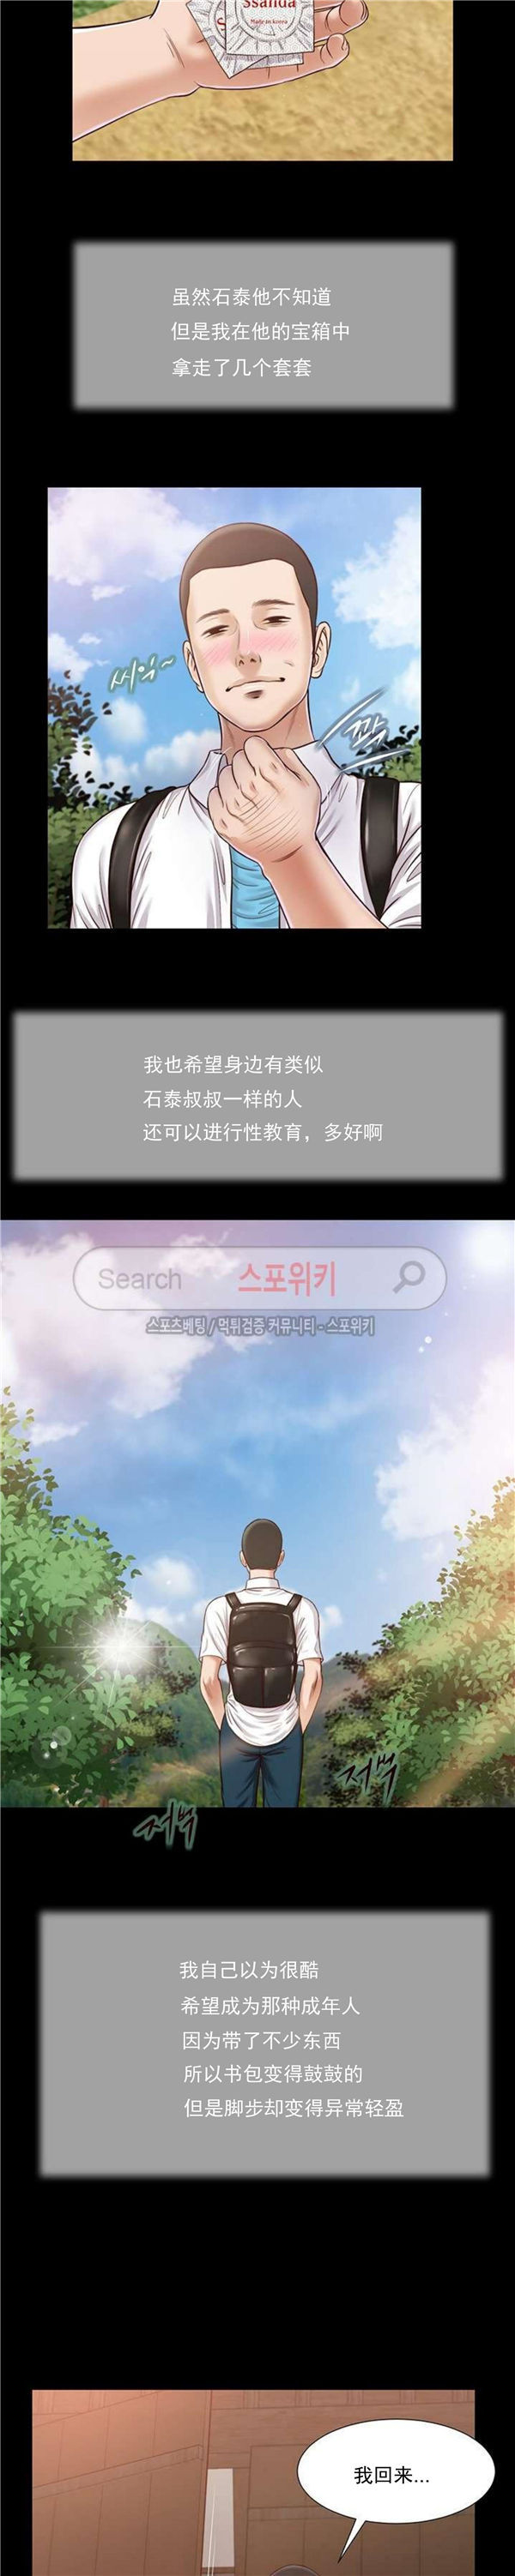 Ssanda
Made in korea
虽然石泰他不知道
但是我在他的宝箱中
拿走了几个套套
씨익~
꽈악
我也希望身边有类似
石泰叔叔一样的人
还可以进行性教育，多好啊
Search 스포위키
스포츠베팅 / 먹튀검증 커뮤니티 - 스포위키
저벅
저벅
我自己以为很酷
希望成为那种成年人
因为带了不少东西
所以书包变得鼓鼓的
但是脚步却变得异常轻盈
我回来...